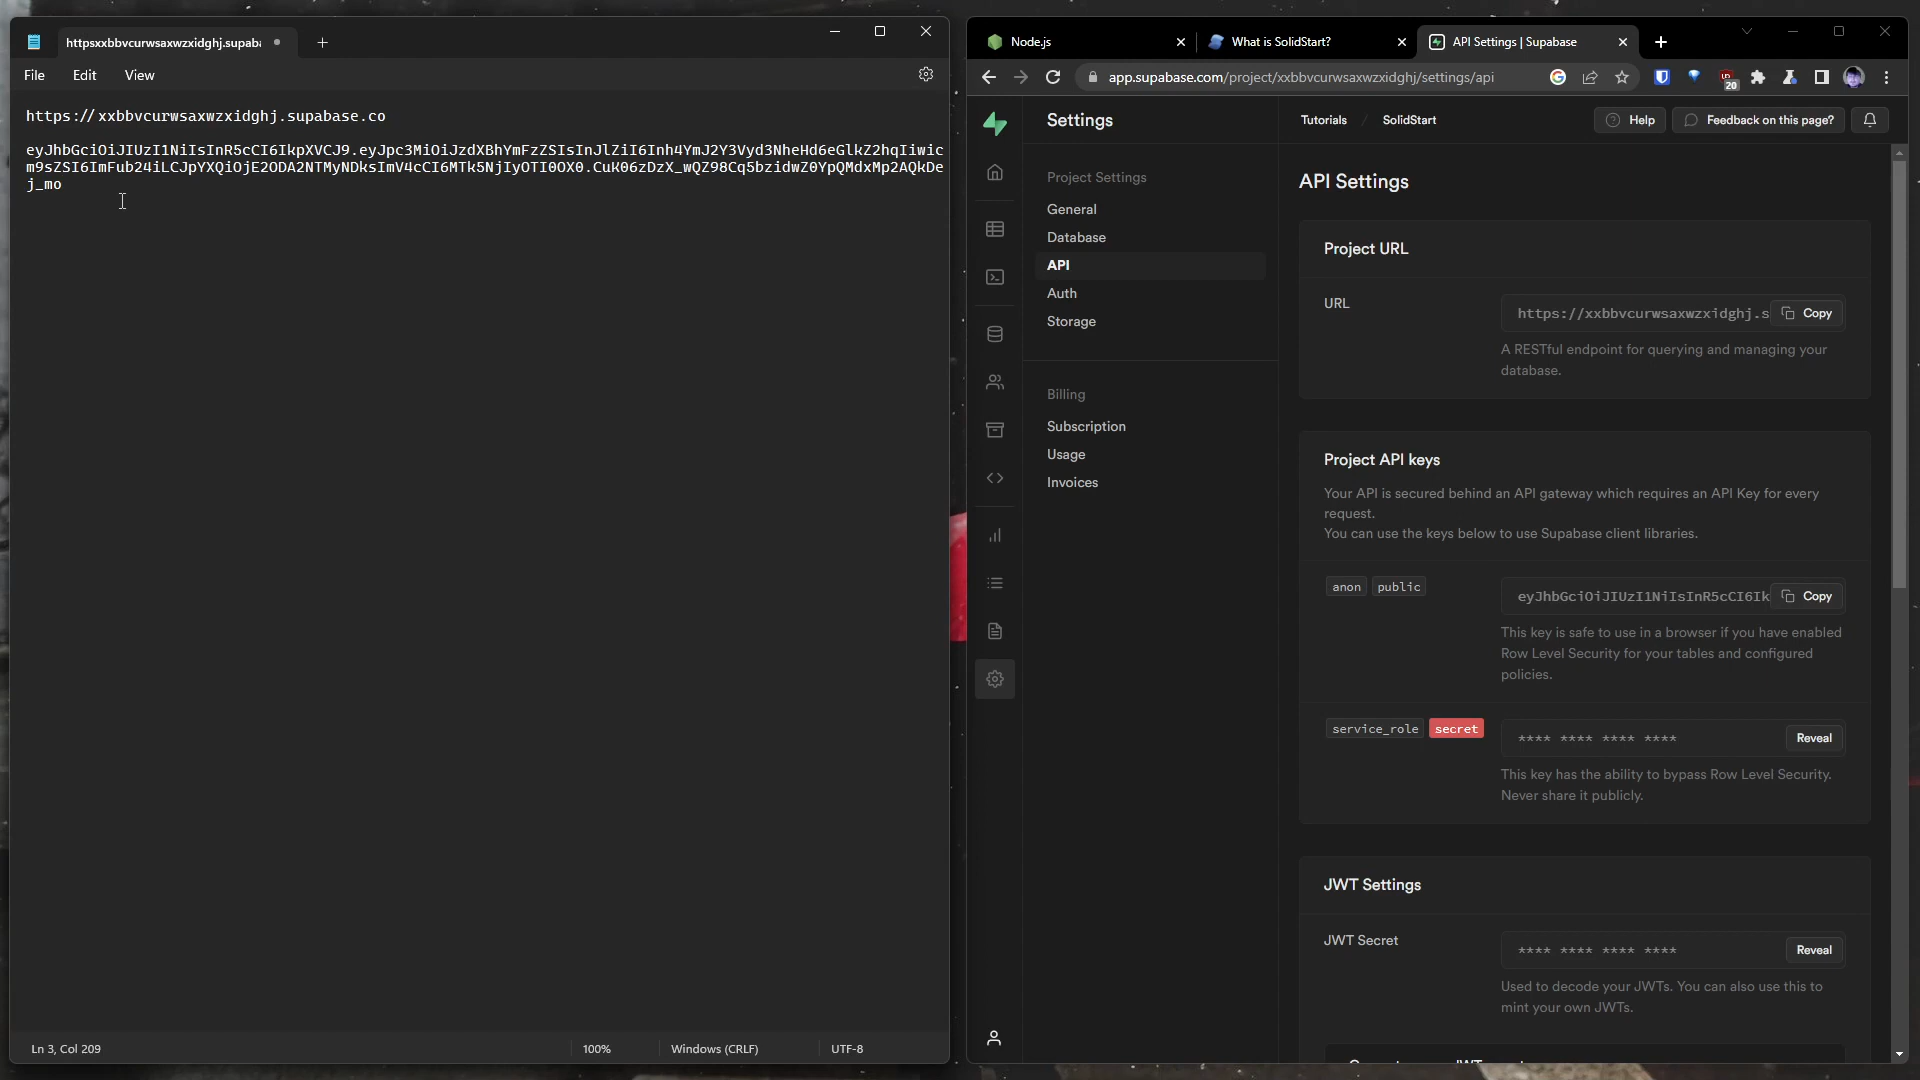 httpsxxbbvcurwsaxwzxidghj.supaba
File
Edit
View
https://xxbbvcurwsaxwzxidghj.supabase.co
eyJhbGciOiJIUzI1NiIsInR5cCI6IkpXVCJ9.eyJpc3MiOiJzdXBhYmFzZSIsInJlZiI6Inh4YmJ2Y3Vyd3NheHd6eGlkZ2hqIiwic
m9sZSI6ImFub24iLCJpYXQiOjE2ODA2NTMyNDksImV4cCI6MTk5NjIyOTI0OX0.CuK06zDzX_wQZ98Cq5bzidwZ0YpQMdxMp2AQkDe
j_mo
Ln 3, Col 209
100%
Windows (CRLF)
UTF-8
Node.js
What is SolidStart?
API Settings | Supabase
app.supabase.com/project/xxbbvcurwsaxwzxidghj/settings/api
20
Settings
Tutorials
SolidStart
Help
Feedback on this page?
Project Settings
General
Database
API
Auth
Storage
Billing
Subscription
Usage
Invoices
API Settings
Project URL
URL
https://xxbbvcurwsaxwzxidghj.s
Copy
A RESTful endpoint for querying and managing your
database.
Project API keys
Your API is secured behind an API gateway which requires an API Key for every
request.
You can use the keys below to use Supabase client libraries.
anon public
eyJhbGciOiJIUzI1NiIsInR5cCI6Ik
Copy
This key is safe to use in a browser if you have enabled
Row Level Security for your tables and configured
policies.
service_role secret
**** **** **** ****
Reveal
This key has the ability to bypass Row Level Security.
Never share it publicly.
JWT Settings
JWT Secret
**** **** **** ****
Reveal
Used to decode your JWTs. You can also use this to
mint your own JWTs.